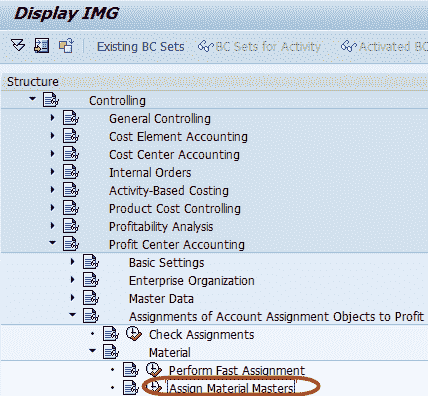 Display IMG
Existing BC Sets BC Sets for Activity Activated BC
Structure
Controlling
General Controlling
Cost Element Accounting
Cost Center Accounting
Internal Orders
Activity-Based Costing
Product Cost Controlling
Profitability Analysis
Profit Center Accounting
Basic Settings
Enterprise Organization
Master Data
Assignments of Account Assignment Objects to Profit
Check Assignments
Material
Perform Fast Assignment
Assign Material Masters